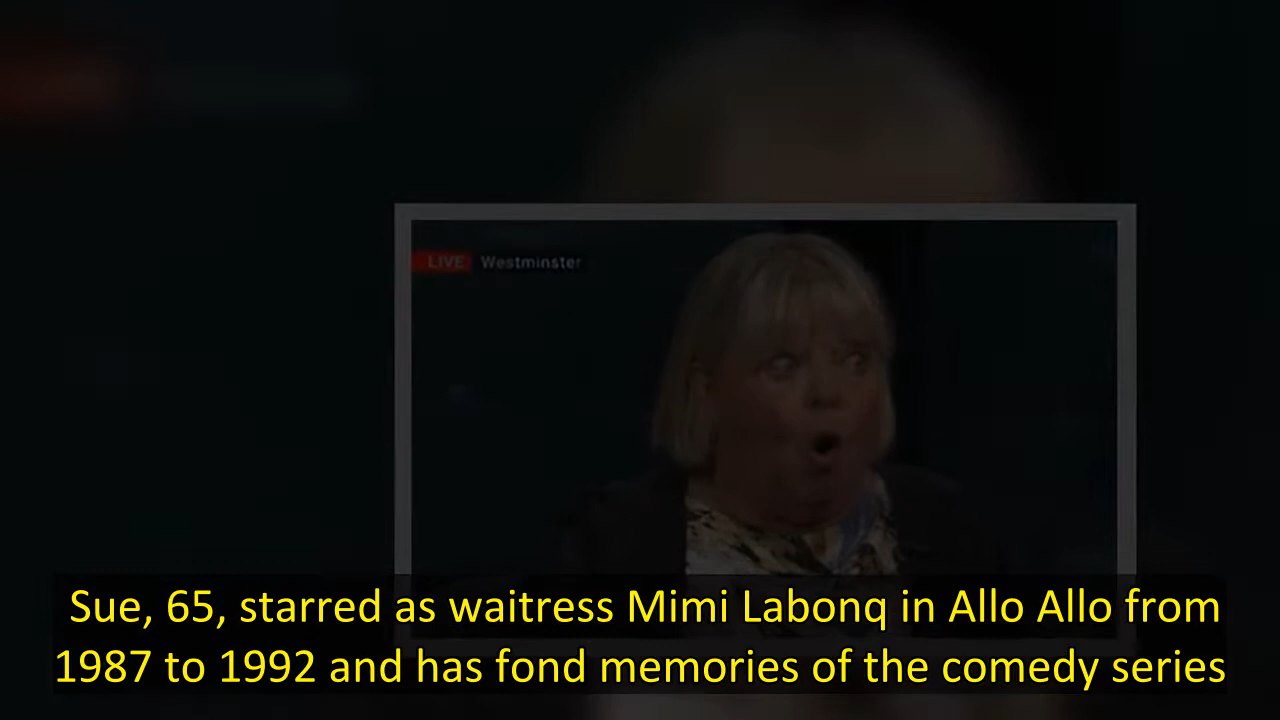 LIVE Westminster
Sue, 65, starred as waitress Mimi Labonq in Allo Allo from
1987 to 1992 and has fond memories of the comedy series